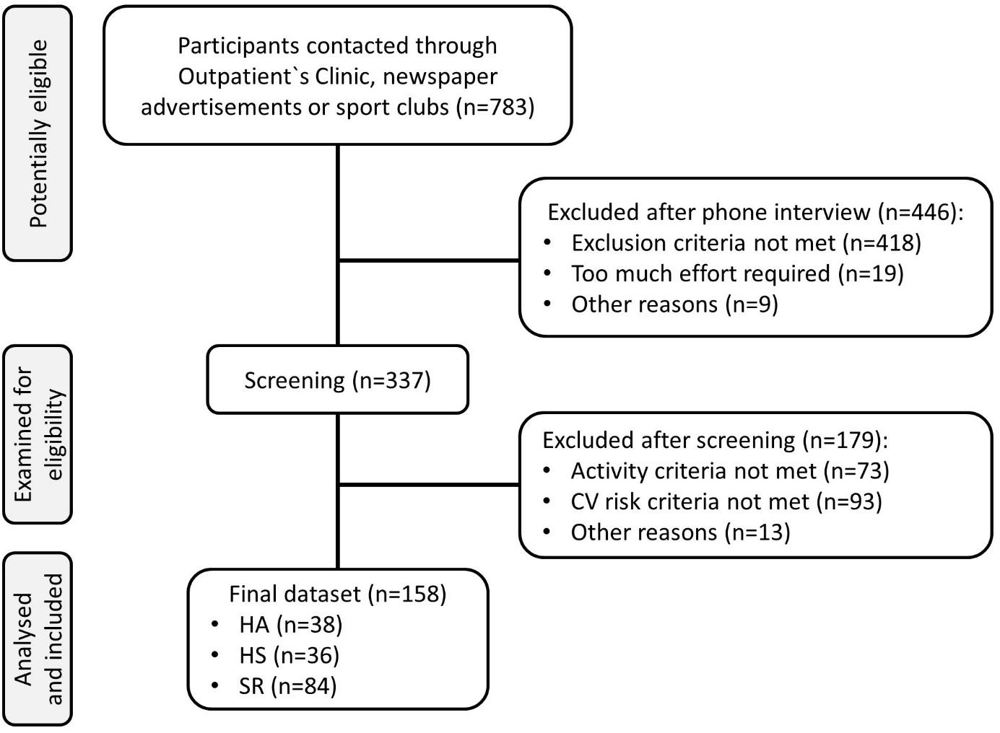 Potentially eligible
Participants contacted through
Outpatient`s Clinic, newspaper
advertisements or sport clubs (n=783)
Excluded after phone interview (n=446):
• Exclusion criteria not met (n=418)
• Too much effort required (n=19)
• Other reasons (n=9)
Examined for
eligibility
Screening (n=337)
Excluded after screening (n=179):
• Activity criteria not met (n=73)
• CV risk criteria not met (n=93)
• Other reasons (n=13)
Analysed
and included
Final dataset (n=158)
• HA (n=38)
• HS (n=36)
• SR (n=84)